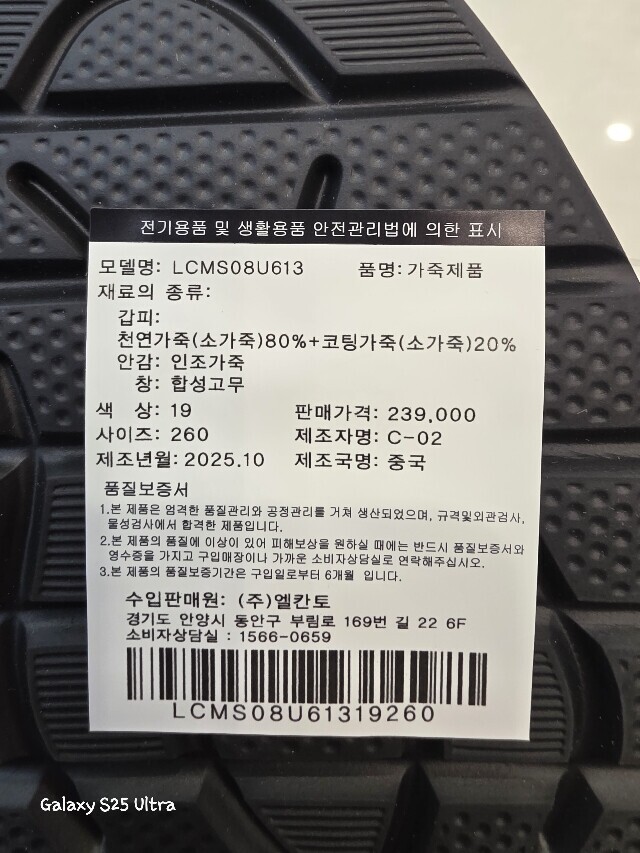 전기용품 및 생활용품 안전관리법에 의한 표시
모델명: LCMS08U613 품명: 가죽제품
재료의 종류:
갑피:
천연가죽(소가죽)80%+코팅가죽(소가죽)20%
안감: 인조가죽
창: 합성고무
색 상: 19 판매가격: 239,000
사이즈: 260 제조자명: C-02
제조년월: 2025.10 제조국명: 중국
품질보증서
1.본 제품은 엄격한 품질관리와 공정관리를 거쳐 생산되었으며, 규격및외관검사,
물성검사에서 합격한 제품입니다.
2.본 제품의 품질에 이상이 있어 피해보상을 원하실 때에는 반드시 품질보증서와
영수증을 가지고 구입매장이나 가까운 소비자상담실로 연락해주십시오.
3.본 제품의 품질보증기간은 구입일로부터 6개월 입니다.
수입판매원: (주)엘칸토
경기도 안양시 동안구 부림로 169번 길 22 6F
소비자상담실 : 1566-0659
LCMS08U61319260
Galaxy S25 Ultra